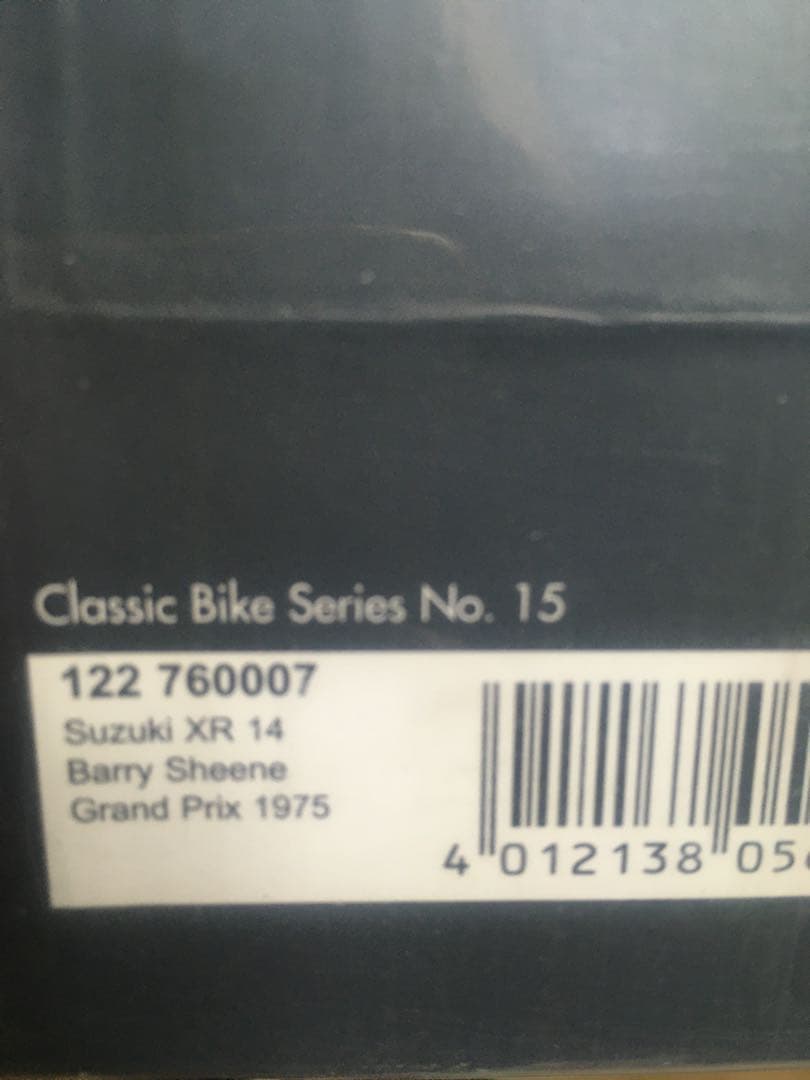 Classic Bike Series No. 15
122 760007
Suzuki XR 14
Barry Sheene
Grand Prix 1975
4 012138 05